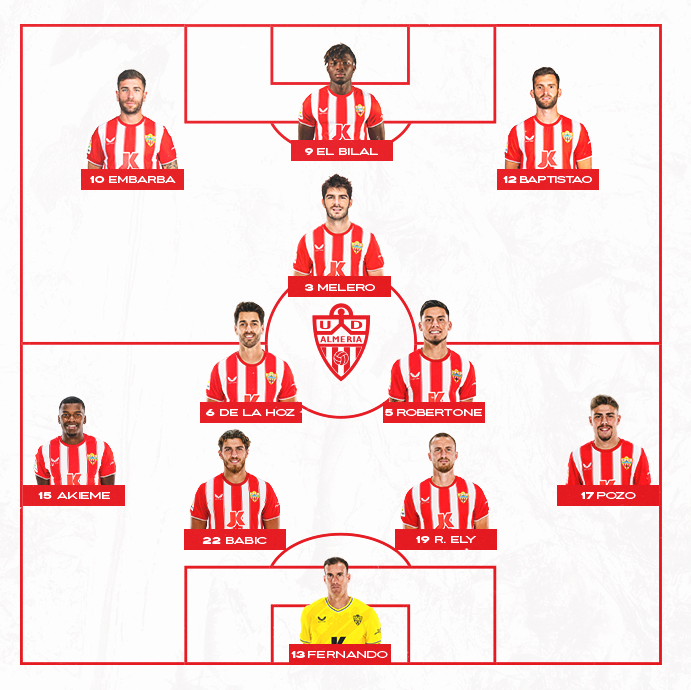 9 EL BILAL
10 EMBARBA
12 BAPTISTAO
3 MELERO
U D
ALMERIA
6 DE LA HOZ
5 ROBERTONE
15 AKIEME
17 POZO
22 BABIC
19 R. ELY
13 FERNANDO